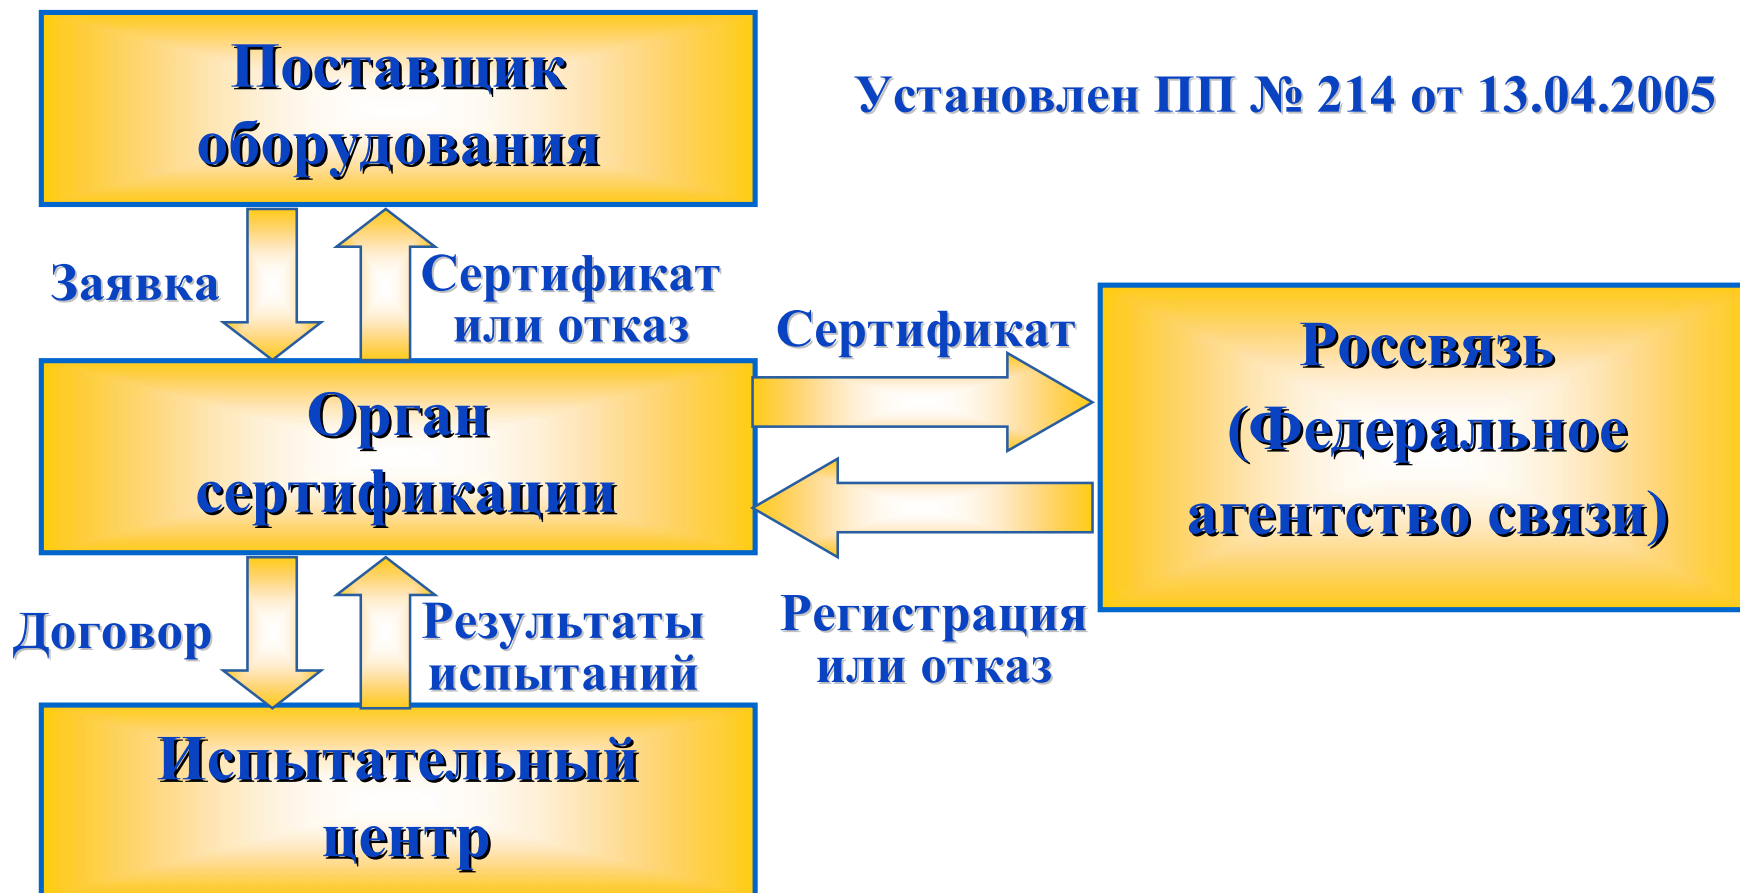 Поставщик
оборудования
Установлен ПП № 214 от 13.04.2005
Заявка
Сертификат
или отказ
Сертификат
Россвязь
(Федеральное
агентство связи)
Орган
сертификации
Договор
Результаты
испытаний
Регистрация
или отказ
Испытательный
центр